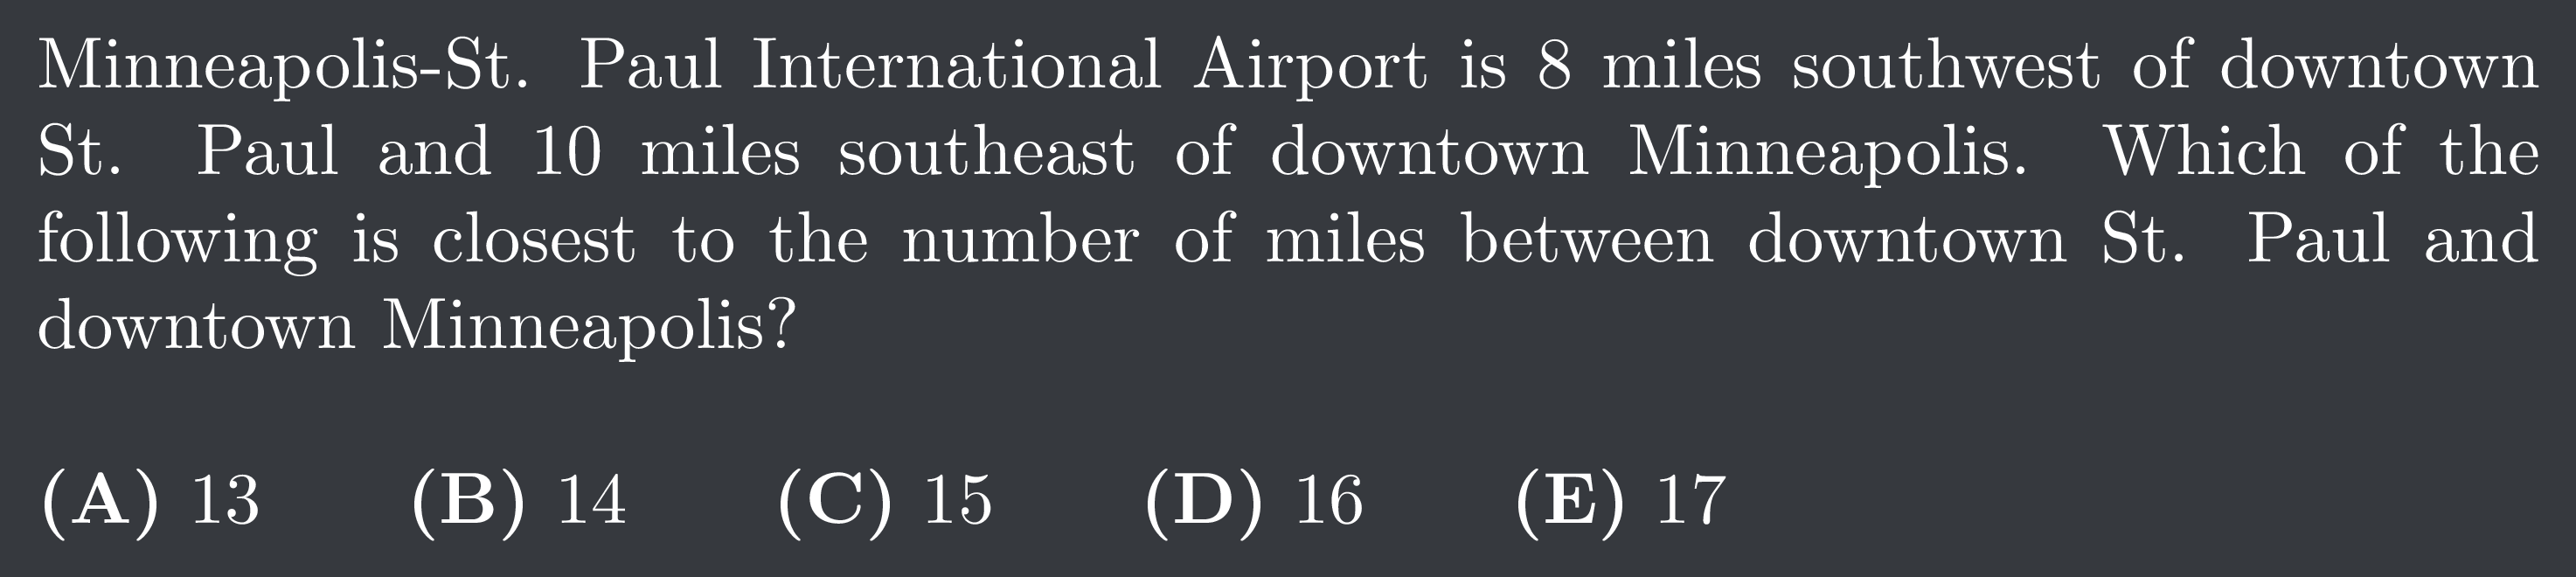 Minneapolis-St. Paul International Airport is 8 miles southwest of downtown
St. Paul and 10 miles southeast of downtown Minneapolis. Which of the
following is closest to the number of miles between downtown St. Paul and
downtown Minneapolis?
(A) 13 (B) 14 (C) 15 (D) 16 (E) 17